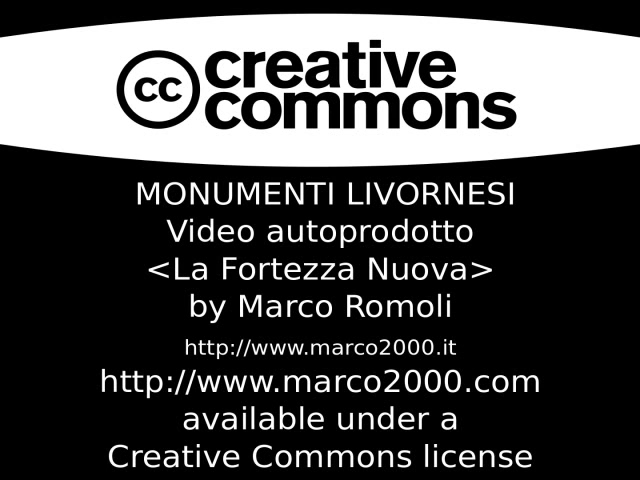 cc creative
commons
MONUMENTI LIVORNESI
Video autoprodotto
<La Fortezza Nuova>
by Marco Romoli
http://www.marco2000.it
http://www.marco2000.com
available under a
Creative Commons license